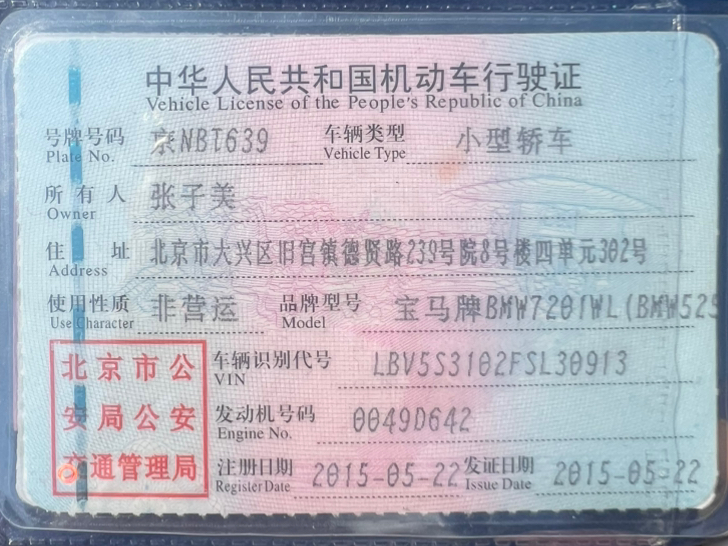 中华人民共和国机动车行驶证
Vehicle License of the People's Republic of China
号牌号码 京NBT639 车辆类型 小型轿车
Plate No. Vehicle Type
所有人 张子美
Owner
住址 北京市大兴区旧宫镇德贤路239号院8号楼四单元302号
Address
使用性质 非营运 品牌型号 宝马牌BMW7201WL(BMW525
Use Character Model
北京市公安局公安交通管理局
车辆识别代号 LBV5S3102FSL30913
VIN
发动机号码 0049D642
Engine No.
注册日期 2015-05-22 发证日期 2015-05-22
Register Date Issue Date